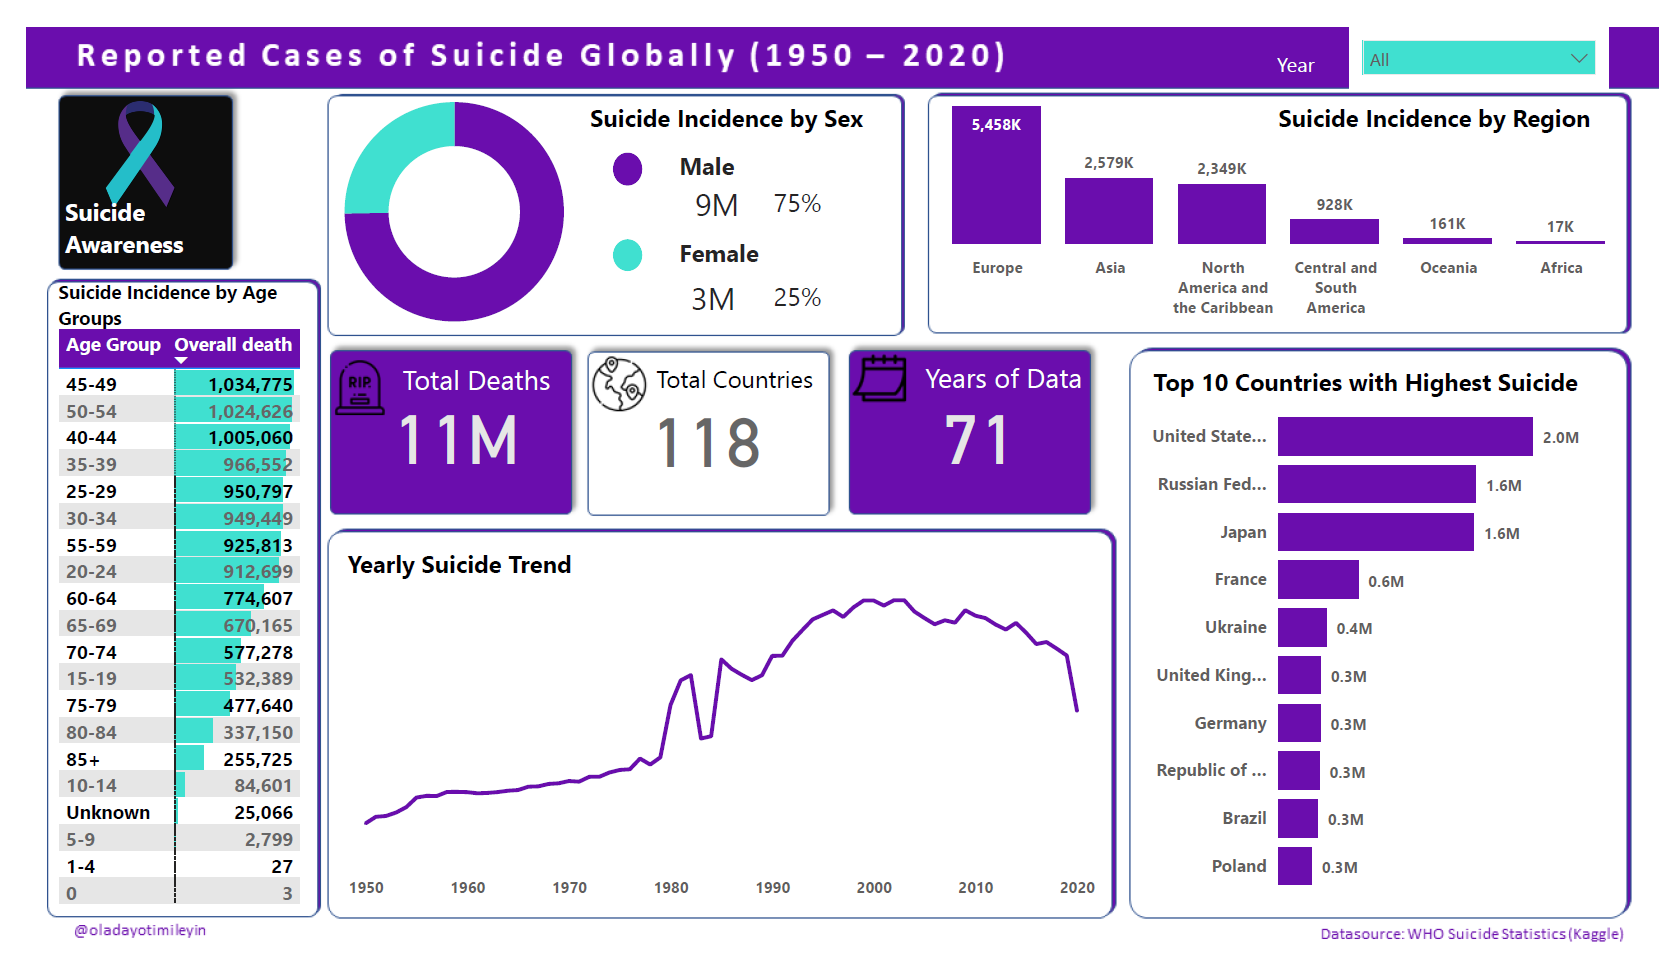 Reported Cases of Suicide Globally (1950 – 2020)
Year
All
Suicide
Awareness
Suicide Incidence by Sex
Male
9M 75%
Female
3M 25%
Suicide Incidence by Region
5,458K
2,579K
2,349K
928K
161K
17K
Europe
Asia
North
America and
the Caribbean
Central and
South
America
Oceania
Africa
Suicide Incidence by Age
Groups
Age Group Overall death
45-49 1,034,775
50-54 1,024,626
40-44 1,005,060
35-39 966,552
25-29 950,797
30-34 949,449
55-59 925,813
20-24 912,699
60-64 774,607
65-69 670,165
70-74 577,278
15-19 532,389
75-79 477,640
80-84 337,150
85+ 255,725
10-14 84,601
Unknown 25,066
5-9 2,799
1-4 27
0 3
RIP
Total Deaths
11M
Total Countries
118
Years of Data
71
Yearly Suicide Trend
1950 1960 1970 1980 1990 2000 2010 2020
Top 10 Countries with Highest Suicide
United State... 2.0M
Russian Fed... 1.6M
Japan 1.6M
France 0.6M
Ukraine 0.4M
United King... 0.3M
Germany 0.3M
Republic of ... 0.3M
Brazil 0.3M
Poland 0.3M
@oladayotimileyin
Datasource: WHO Suicide Statistics (Kaggle)